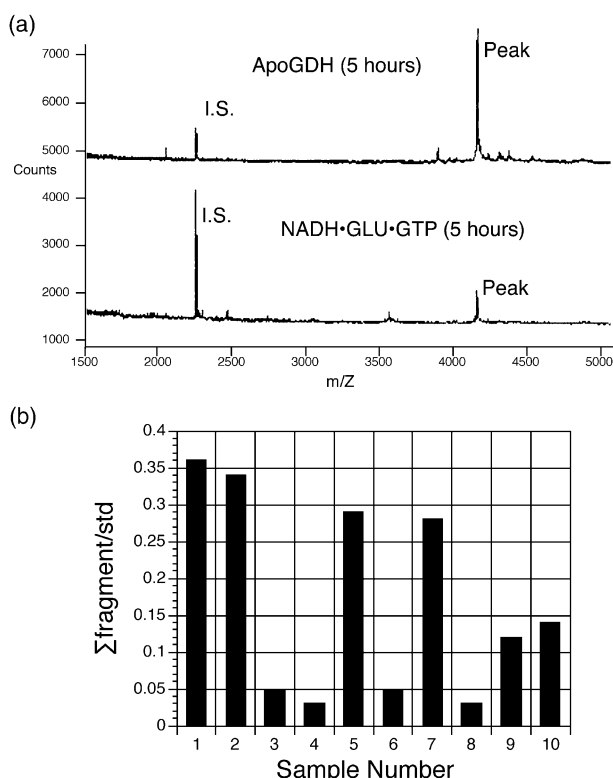 (a)
7000
6000
5000
Counts
4000
3000
2000
1000
ApoGDH (5 hours)
Peak
I.S.
I.S.
NADH•GLU•GTP (5 hours)
Peak
1500 2000 2500 3000 3500 4000 4500 5000
m/Z
(b)
0.4
0.35
0.3
0.25
0.2
0.15
0.1
0.05
0
Σfragment/std
1 2 3 4 5 6 7 8 9 10
Sample Number